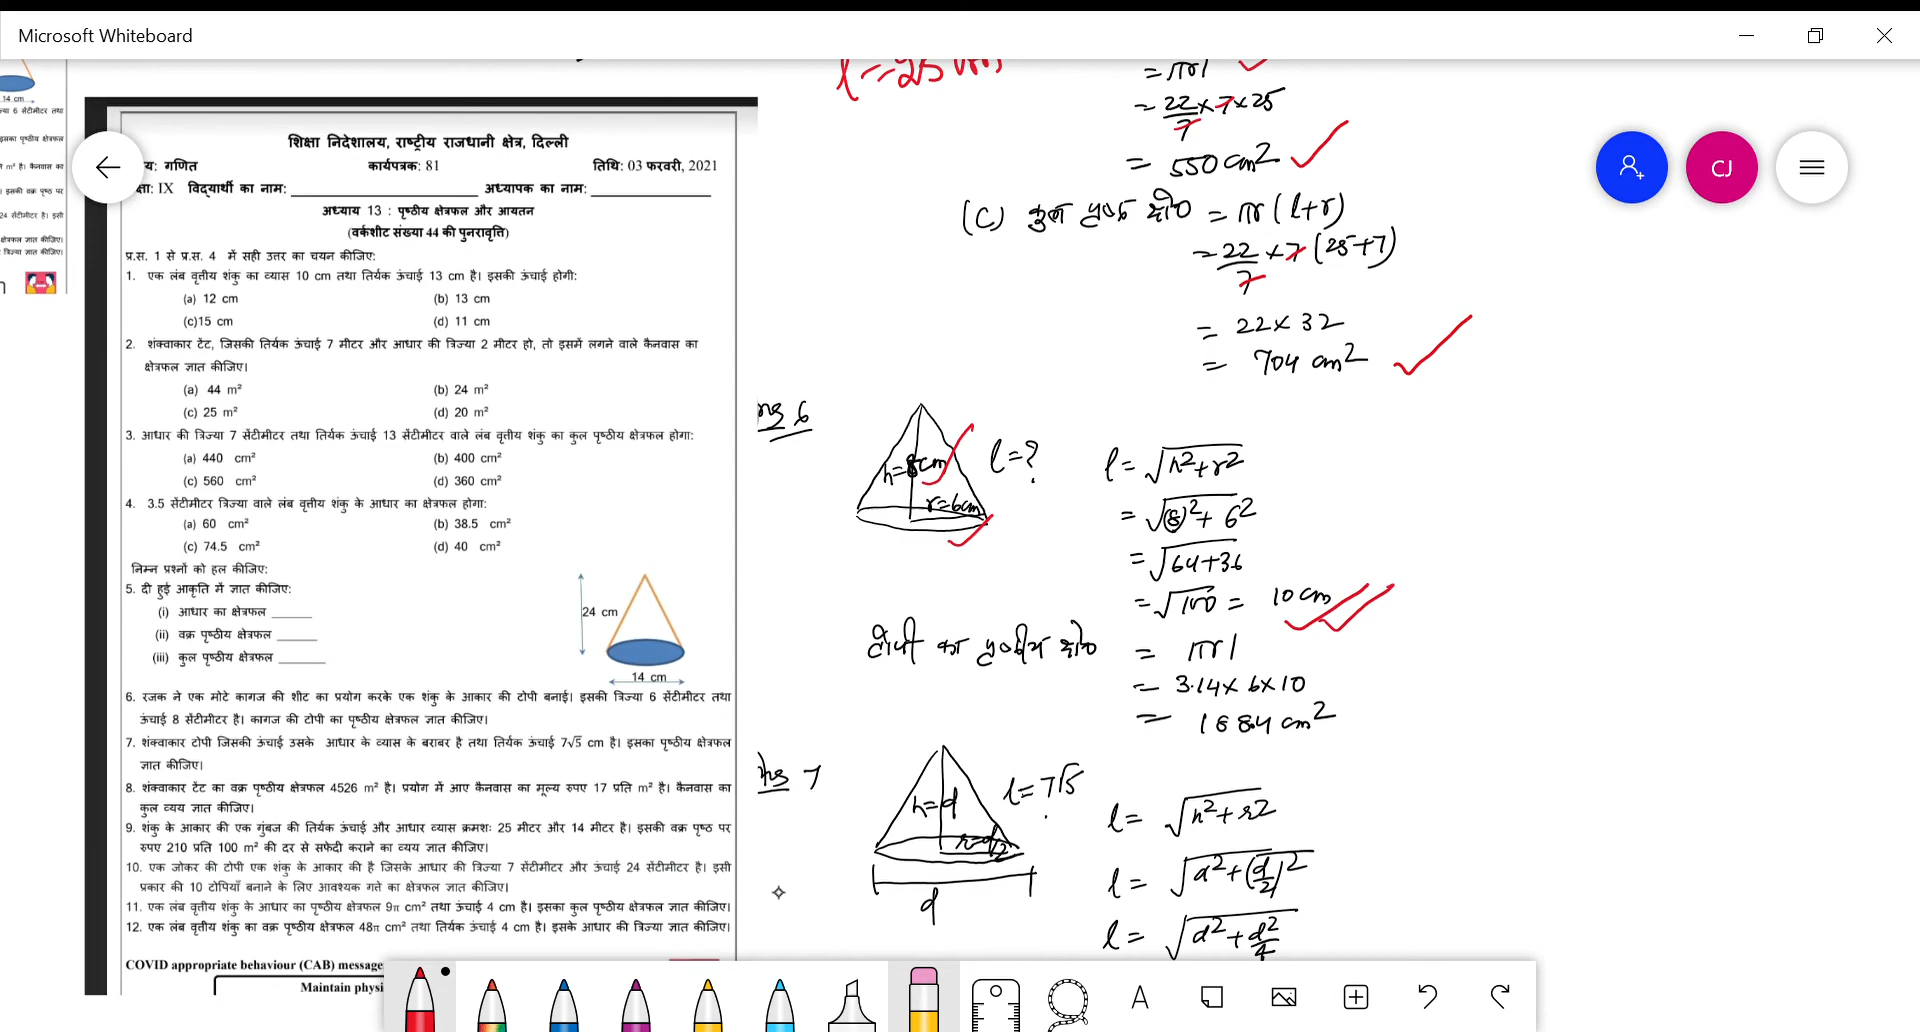 Microsoft Whiteboard
14 cm
शिक्षा निदेशालय, राष्ट्रीय राजधानी क्षेत्र, दिल्ली
य: गणित कार्यपत्रक: 81 तिथि: 03 फरवरी, 2021
क्षा: IX विद्यार्थी का नाम: ____________ अध्यापक का नाम: ____________
अध्याय 13 : पृष्ठीय क्षेत्रफल और आयतन
(वर्कशीट संख्या 44 की पुनरावृति)
प्र.स. 1 से प्र.स. 4 में सही उत्तर का चयन कीजिए:
1. एक लंब वृत्तीय शंकु का व्यास 10 cm तथा तिर्यक ऊंचाई 13 cm है। इसकी ऊंचाई होगी:
(a) 12 cm (b) 13 cm
(c)15 cm (d) 11 cm
2. शंक्वाकार टेंट, जिसकी तिर्यक ऊंचाई 7 मीटर और आधार की त्रिज्या 2 मीटर हो, तो इसमें लगने वाले कैनवास का
क्षेत्रफल ज्ञात कीजिए।
(a) 44 m² (b) 24 m²
(c) 25 m² (d) 20 m²
3. आधार की त्रिज्या 7 सेंटीमीटर तथा तिर्यक ऊंचाई 13 सेंटीमीटर वाले लंब वृत्तीय शंकु का कुल पृष्ठीय क्षेत्रफल होगा:
(a) 440 cm² (b) 400 cm²
(c) 560 cm² (d) 360 cm²
4. 3.5 सेंटीमीटर त्रिज्या वाले लंब वृत्तीय शंकु के आधार का क्षेत्रफल होगा:
(a) 60 cm² (b) 38.5 cm²
(c) 74.5 cm² (d) 40 cm²
निम्न प्रश्नों को हल कीजिए:
5. दी हुई आकृति में ज्ञात कीजिए:
(i) आधार का क्षेत्रफल ______
(ii) वक्र पृष्ठीय क्षेत्रफल ______
(iii) कुल पृष्ठीय क्षेत्रफल ______
24 cm
14 cm
6. रजक ने एक मोटे कागज की शीट का प्रयोग करके एक शंकु के आकार की टोपी बनाई। इसकी त्रिज्या 6 सेंटीमीटर तथा
ऊंचाई 8 सेंटीमीटर है। कागज की टोपी का पृष्ठीय क्षेत्रफल ज्ञात कीजिए।
7. शंक्वाकार टोपी जिसकी ऊंचाई उसके आधार के व्यास के बराबर है तथा तिर्यक ऊंचाई 7√5 cm है। इसका पृष्ठीय क्षेत्रफल
ज्ञात कीजिए।
8. शंक्वाकार टेंट का वक्र पृष्ठीय क्षेत्रफल 4526 m² है। प्रयोग में आए कैनवास का मूल्य रुपए 17 प्रति m² है। कैनवास का
कुल व्यय ज्ञात कीजिए।
9. शंकु के आकार की एक गुंबज की तिर्यक ऊंचाई और आधार व्यास क्रमशः 25 मीटर और 14 मीटर है। इसकी वक्र पृष्ठ पर
रुपए 210 प्रति 100 m² की दर से सफेदी कराने का व्यय ज्ञात कीजिए।
10. एक जोकर की टोपी एक शंकु के आकार की है जिसके आधार की त्रिज्या 7 सेंटीमीटर और ऊंचाई 24 सेंटीमीटर है। इसी
प्रकार की 10 टोपियाँ बनाने के लिए आवश्यक गत्ते का क्षेत्रफल ज्ञात कीजिए।
11. एक लंब वृत्तीय शंकु के आधार का पृष्ठीय क्षेत्रफल 9π cm² तथा ऊंचाई 4 cm है। इसका कुल पृष्ठीय क्षेत्रफल ज्ञात कीजिए।
12. एक लंब वृत्तीय शंकु का वक्र पृष्ठीय क्षेत्रफल 48π cm² तथा तिर्यक ऊंचाई 4 cm है। इसके आधार की त्रिज्या ज्ञात कीजिए।
COVID appropriate behaviour (CAB) message
Maintain physi
= πrl
= 22/7 × 7 × 25
= 550 cm²
(C) कुल पृष्ठ क्षे० = πr (l+r)
= 22/7 × 7 (25+7)
= 22 × 32
= 704 cm²
ns 6
h=8cm
r=6cm
l=?
l = √h²+r²
= √(8)²+ 6²
= √64+36
= √100 = 10 cm
टोपी का पृष्ठीय क्षे० = πrl
= 3.14 × 6 × 10
= 188.4 cm²
ns 7
h=d
r=d/2
l=7√5
d
l = √h²+r²
l = √d²+(d/2)²
l = √d²+d²/4
CJ
A